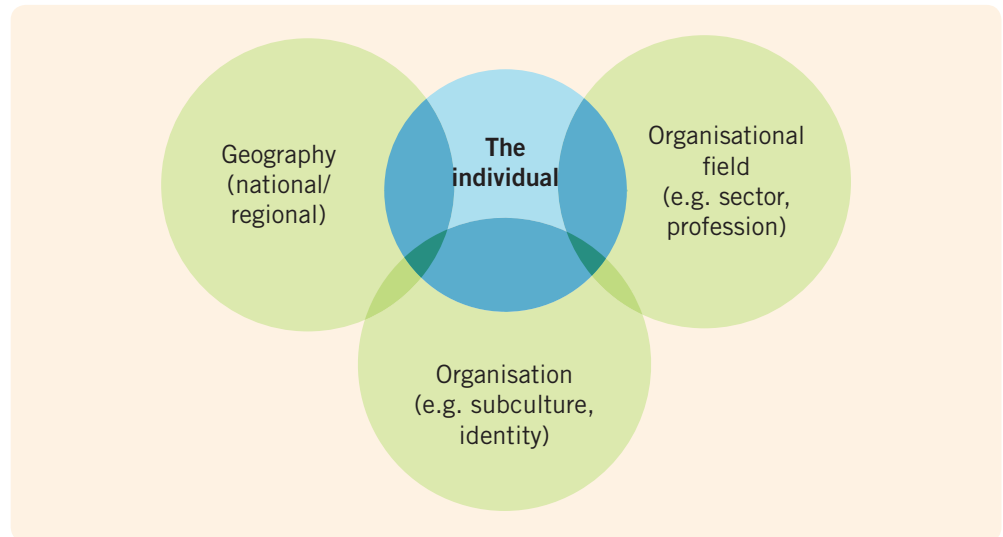 Geography
(national/
regional)
The
individual
Organisational
field
(e.g. sector,
profession)
Organisation
(e.g. subculture,
identity)